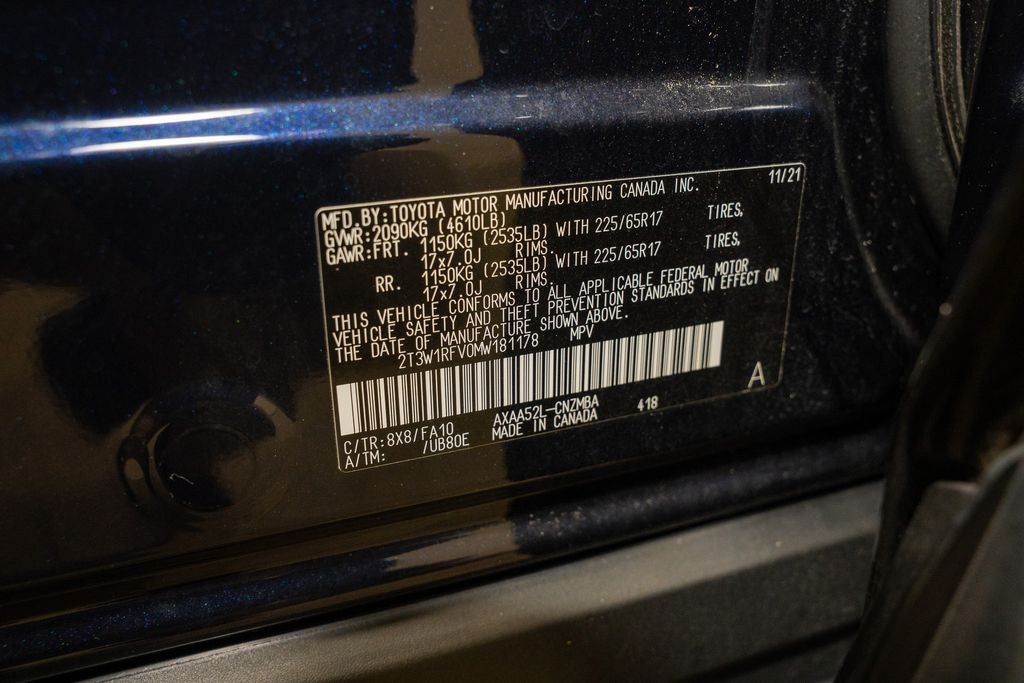 11/21
MFD.BY:TOYOTA MOTOR MANUFACTURING CANADA INC.
GVWR:2090KG (4610LB)
GAWR:FRT. 1150KG (2535LB) WITH 225/65R17 TIRES,
17x7.0J RIMS.
RR. 1150KG (2535LB) WITH 225/65R17 TIRES,
17x7.0J RIMS.
THIS VEHICLE CONFORMS TO ALL APPLICABLE FEDERAL MOTOR
VEHICLE SAFETY AND THEFT PREVENTION STANDARDS IN EFFECT ON
THE DATE OF MANUFACTURE SHOWN ABOVE.
2T3W1RFV0MW181178 MPV
A
C/TR:8X8/FA10 AXAA52L-CNZMBA 418
A/TM: /UB80E MADE IN CANADA